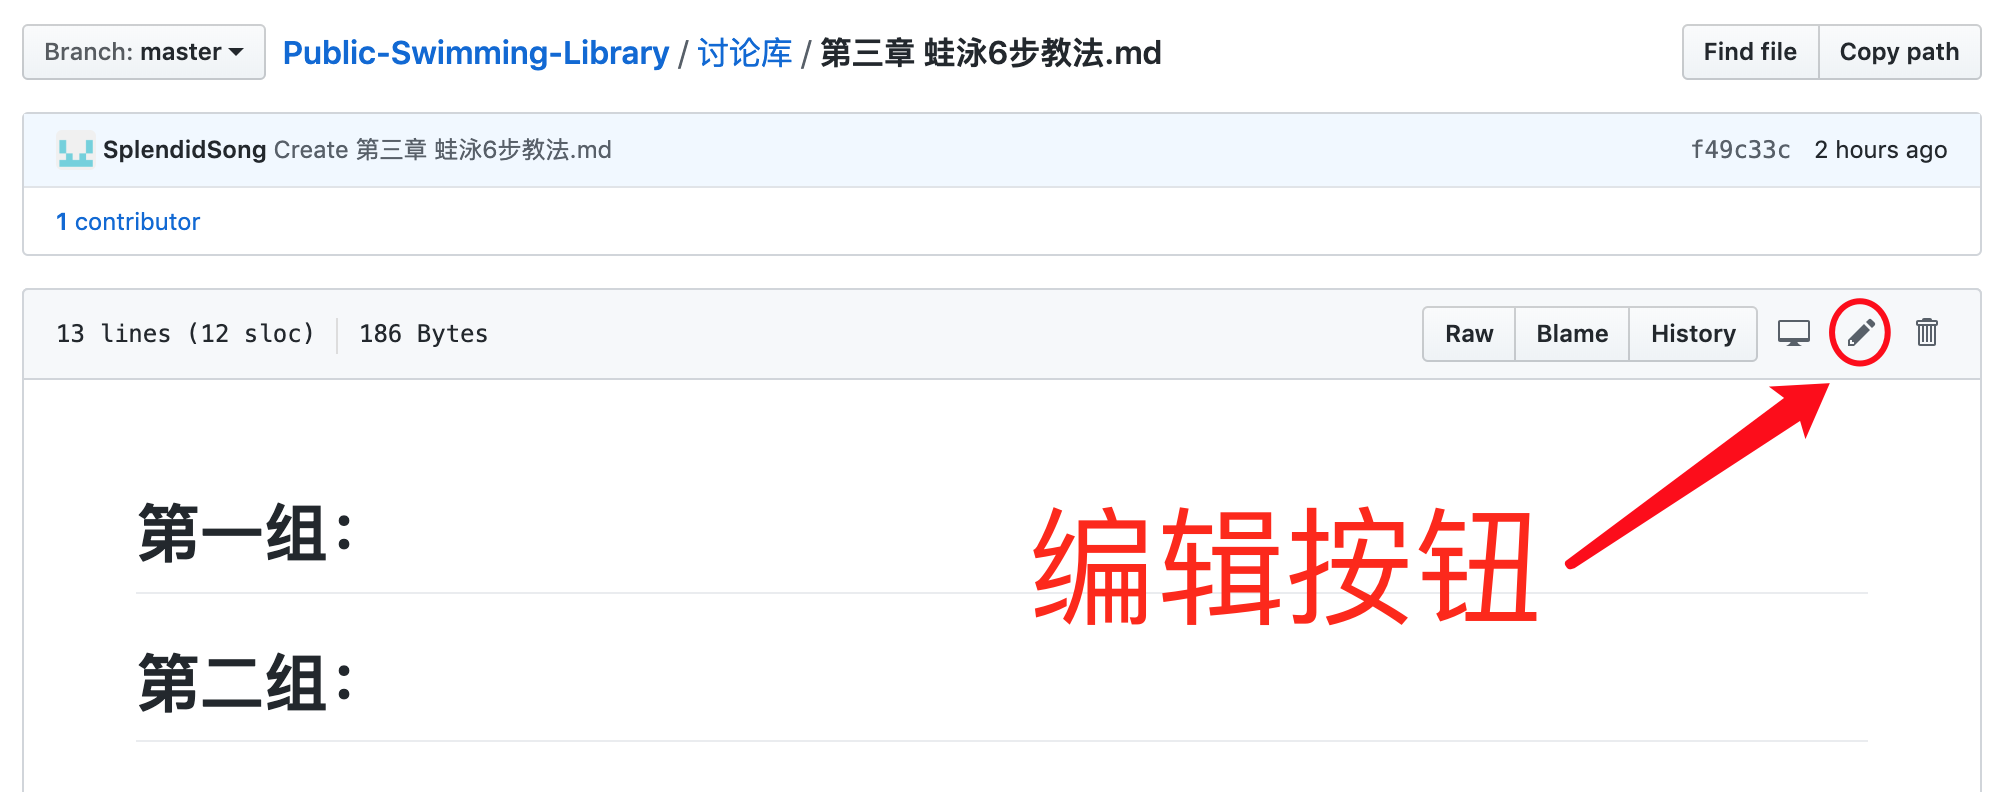 Branch: master
Public-Swimming-Library / 讨论库 / 第三章 蛙泳6步教法.md
Find file
Copy path
SplendidSong Create 第三章 蛙泳6步教法.md
f49c33c 2 hours ago
1 contributor
13 lines (12 sloc)
186 Bytes
Raw
Blame
History
第一组：
编辑按钮
第二组：